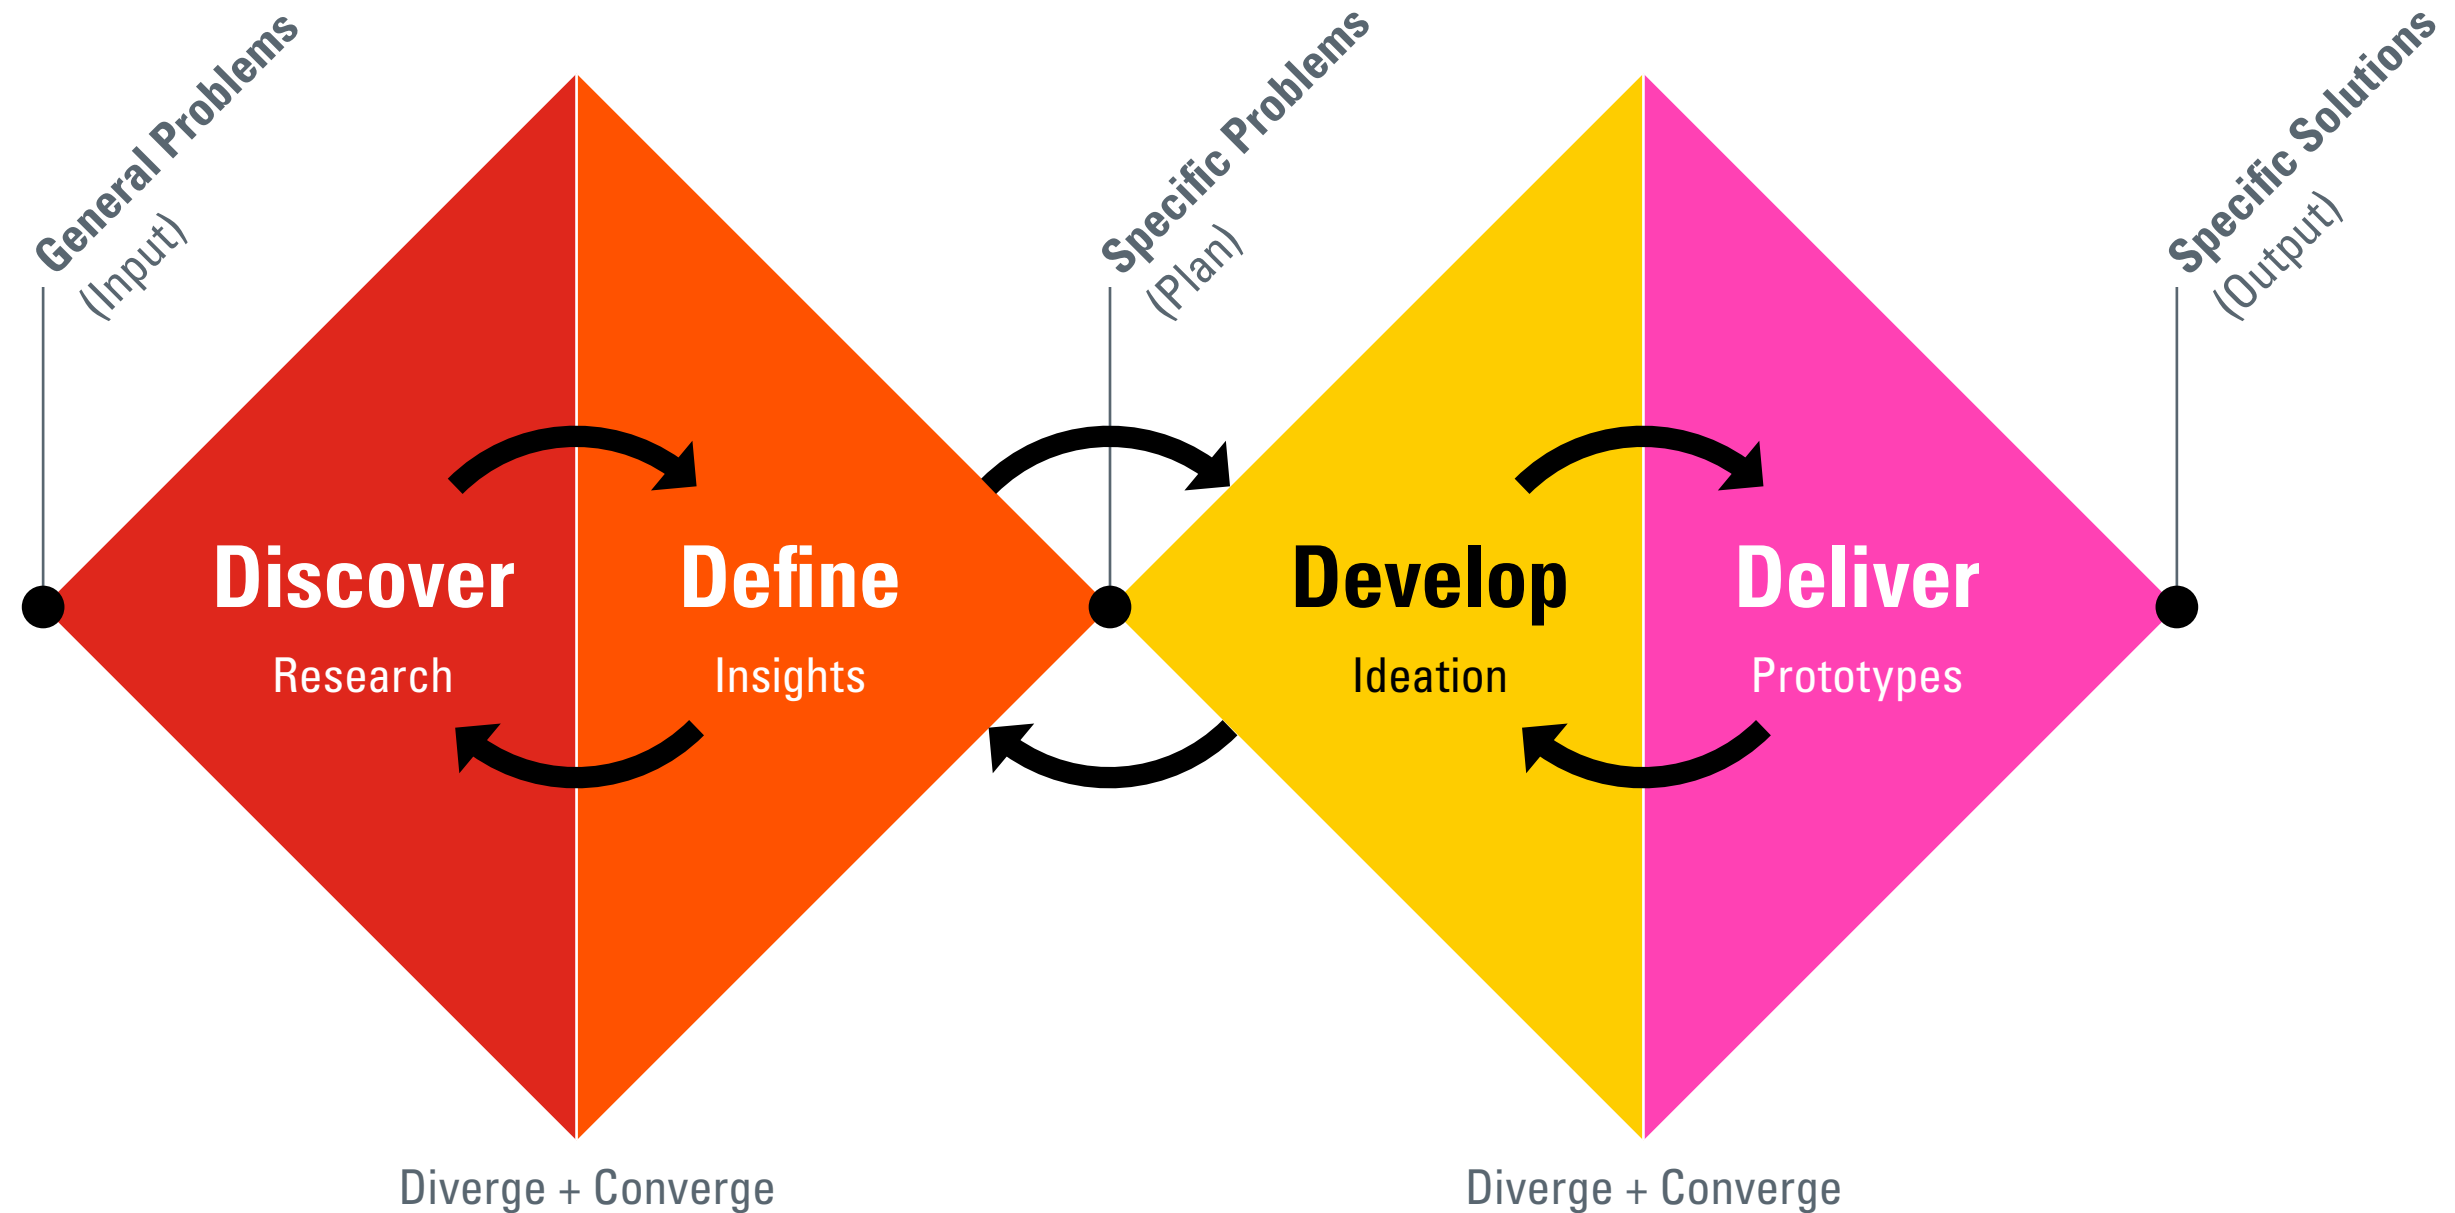 General Problems
(Input)
Specific Problems
(Plan)
Specific Solutions
(Output)
Discover
Research
Define
Insights
Develop
Ideation
Deliver
Prototypes
Diverge + Converge
Diverge + Converge